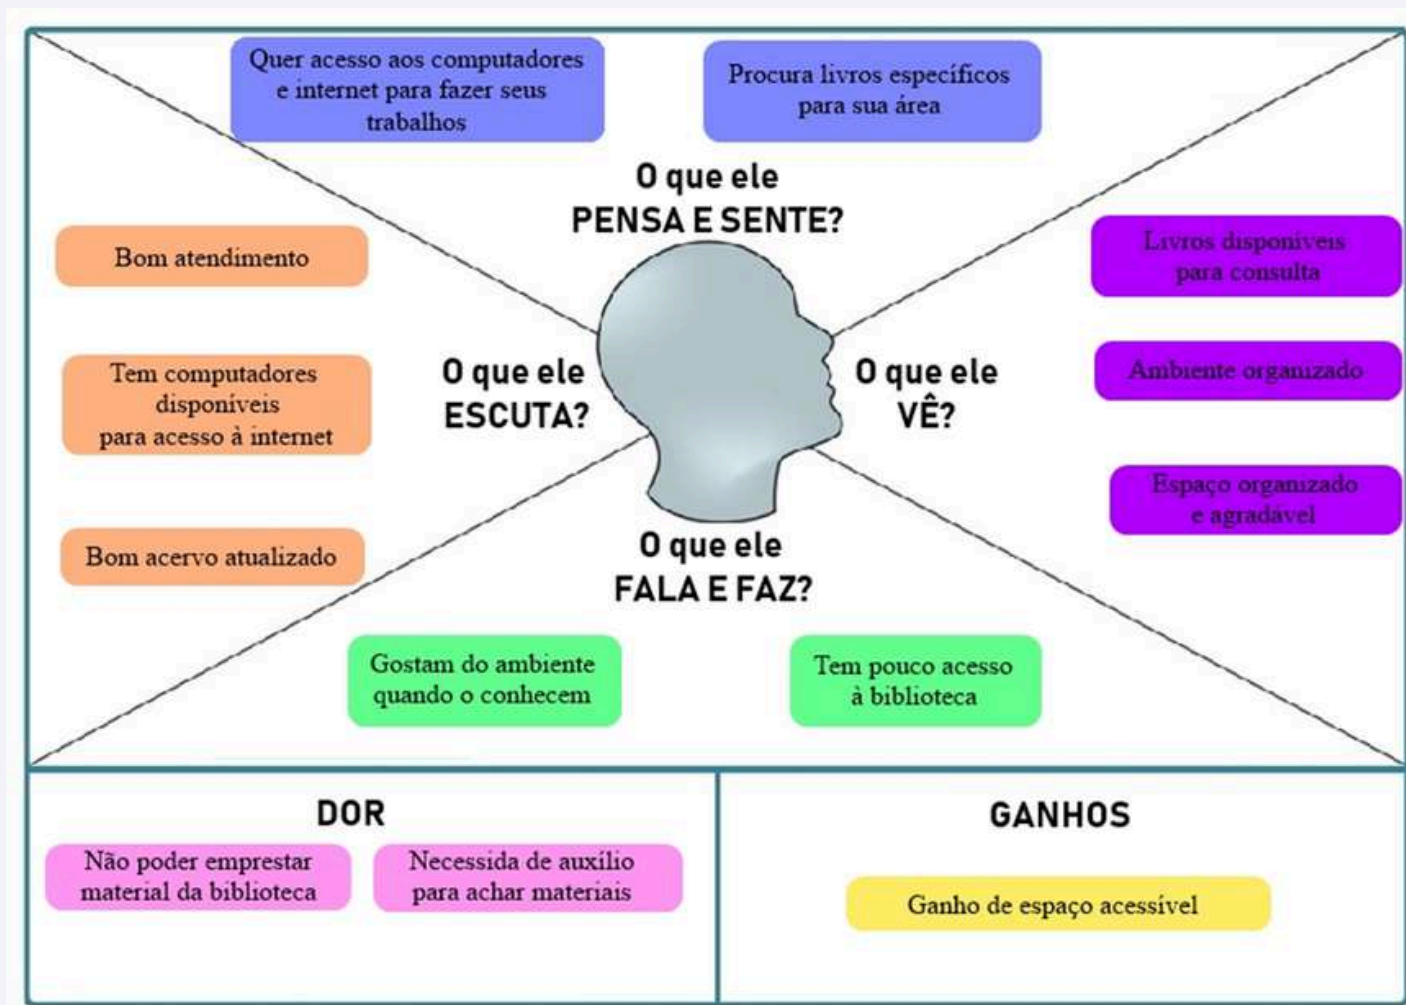 Quer acesso aos computadores
e internet para fazer seus
trabalhos
Procura livros específicos
para sua área
O que ele
PENSA E SENTE?
Bom atendimento
Tem computadores
disponíveis
para acesso à internet
Bom acervo atualizado
O que ele
ESCUTA?
O que ele
VÊ?
Livros disponíveis
para consulta
Ambiente organizado
Espaço organizado
e agradável
O que ele
FALA E FAZ?
Gostam do ambiente
quando o conhecem
Tem pouco acesso
à biblioteca
DOR
Não poder emprestar
material da biblioteca
Necessida de auxílio
para achar materiais
GANHOS
Ganho de espaço acessível